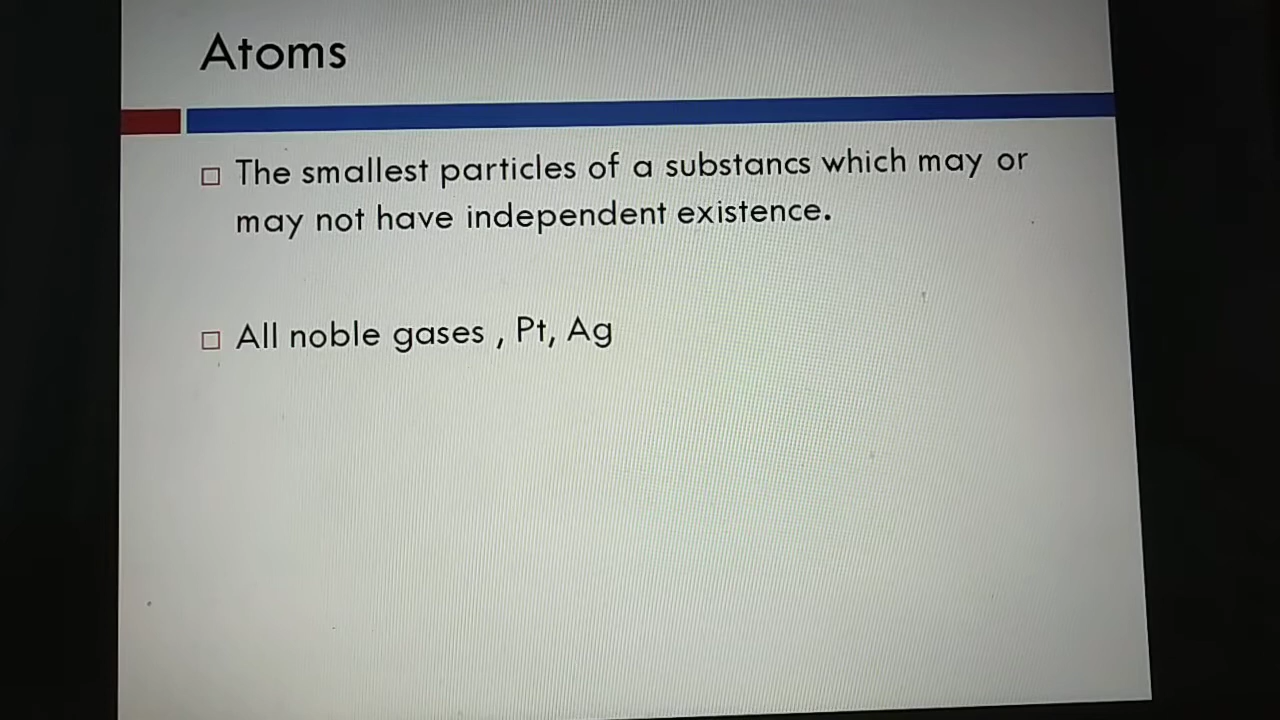 Atoms
The smallest particles of a substancs which may or
may not have independent existence.
All noble gases , Pt, Ag